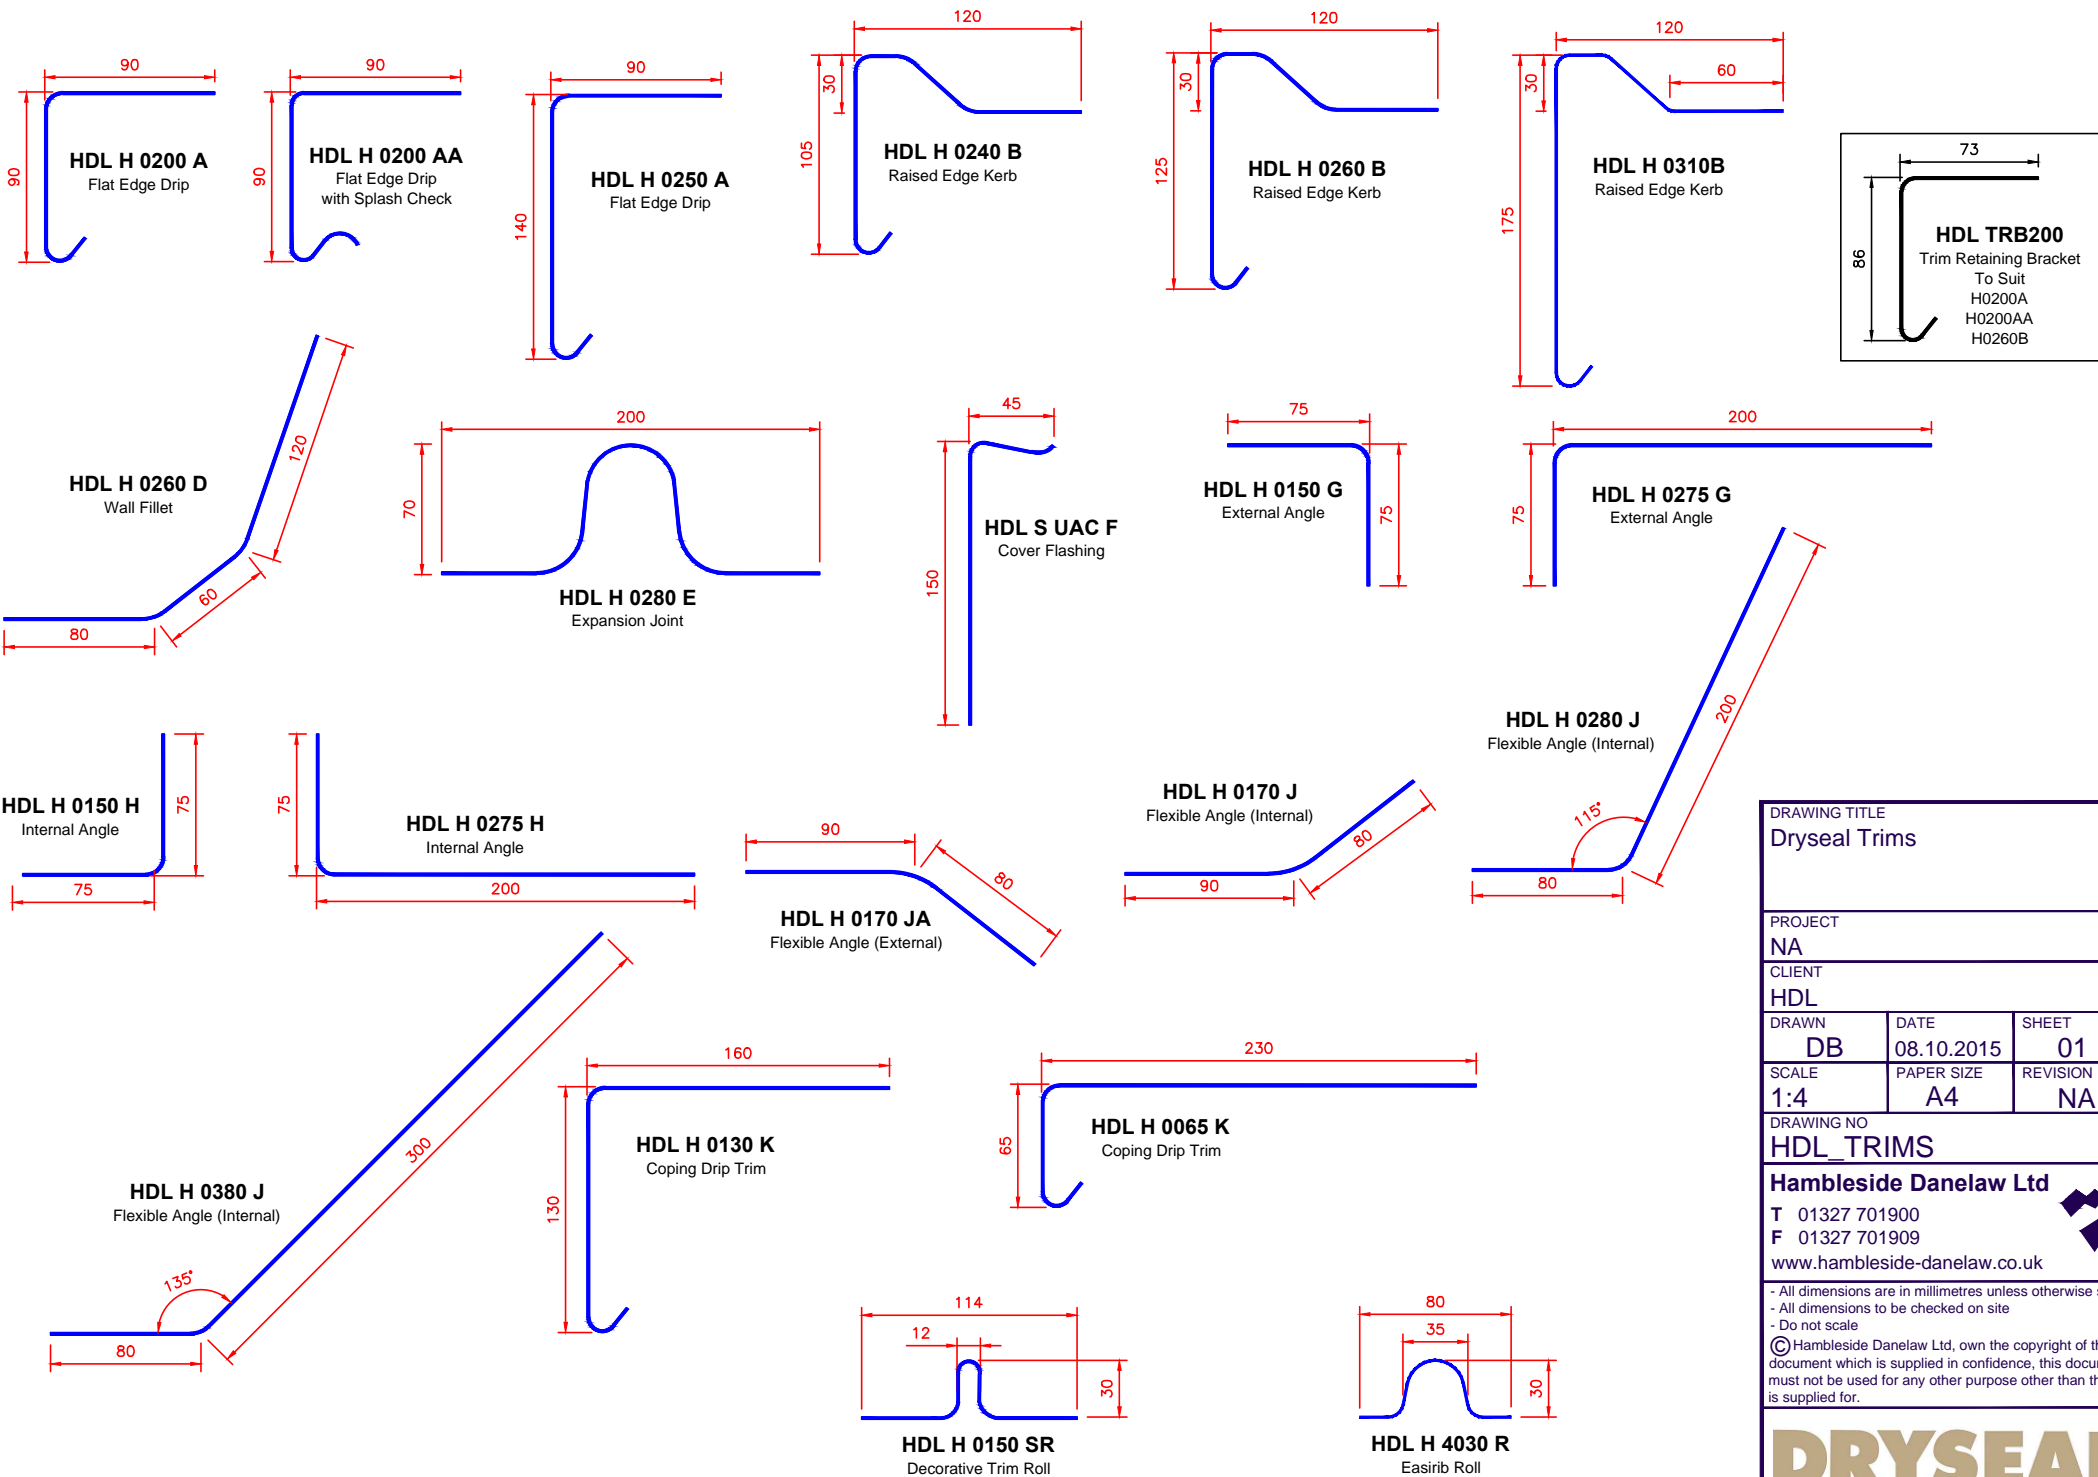 90
90
HDL H 0200 A
Flat Edge Drip
90
90
HDL H 0200 AA
Flat Edge Drip
with Splash Check
90
140
HDL H 0250 A
Flat Edge Drip
120
30
105
HDL H 0240 B
Raised Edge Kerb
120
30
125
HDL H 0260 B
Raised Edge Kerb
120
60
30
175
HDL H 0310B
Raised Edge Kerb
73
86
HDL TRB200
Trim Retaining Bracket
To Suit
H0200A
H0200AA
H0260B
120
60
80
HDL H 0260 D
Wall Fillet
200
70
HDL H 0280 E
Expansion Joint
45
150
HDL S UAC F
Cover Flashing
75
75
HDL H 0150 G
External Angle
200
75
HDL H 0275 G
External Angle
HDL H 0150 H
Internal Angle
75
75
75
HDL H 0275 H
Internal Angle
200
90
80
HDL H 0170 JA
Flexible Angle (External)
HDL H 0170 J
Flexible Angle (Internal)
90
80
HDL H 0280 J
Flexible Angle (Internal)
200
115°
80
HDL H 0380 J
Flexible Angle (Internal)
300
135°
80
160
130
HDL H 0130 K
Coping Drip Trim
230
65
HDL H 0065 K
Coping Drip Trim
114
12
30
HDL H 0150 SR
Decorative Trim Roll
80
35
30
HDL H 4030 R
Easirib Roll
DRAWING TITLE
Dryseal Trims
PROJECT
NA
CLIENT
HDL
DRAWN DATE SHEET
DB 08.10.2015 01
SCALE PAPER SIZE REVISION
1:4 A4 NA
DRAWING NO
HDL_TRIMS
Hambleside Danelaw Ltd
T 01327 701900
F 01327 701909
www.hambleside-danelaw.co.uk
- All dimensions are in millimetres unless otherwise
- All dimensions to be checked on site
- Do not scale
© Hambleside Danelaw Ltd, own the copyright of
document which is supplied in confidence, this
must not be used for any other purpose other than
is supplied for.
DRYSEAL